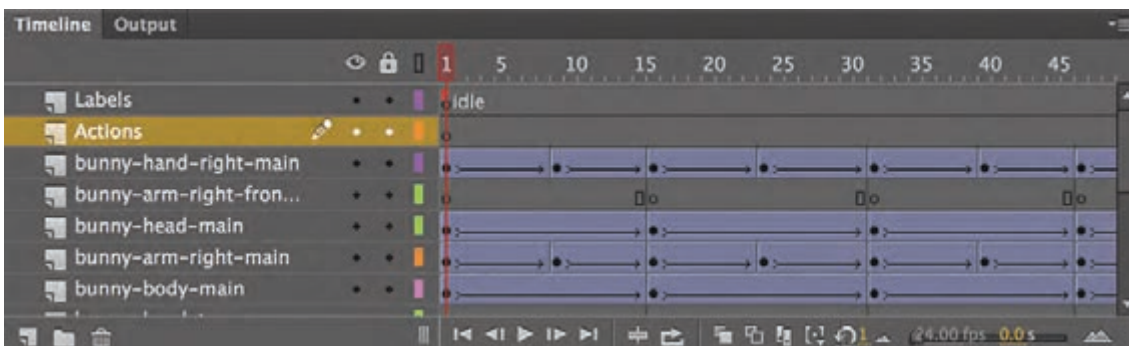 Timeline Output
1 5 10 15 20 25 30 35 40 45
Labels idle
Actions
bunny-hand-right-main
bunny-arm-right-fron...
bunny-head-main
bunny-arm-right-main
bunny-body-main
1 24.00 fps 0.0 s